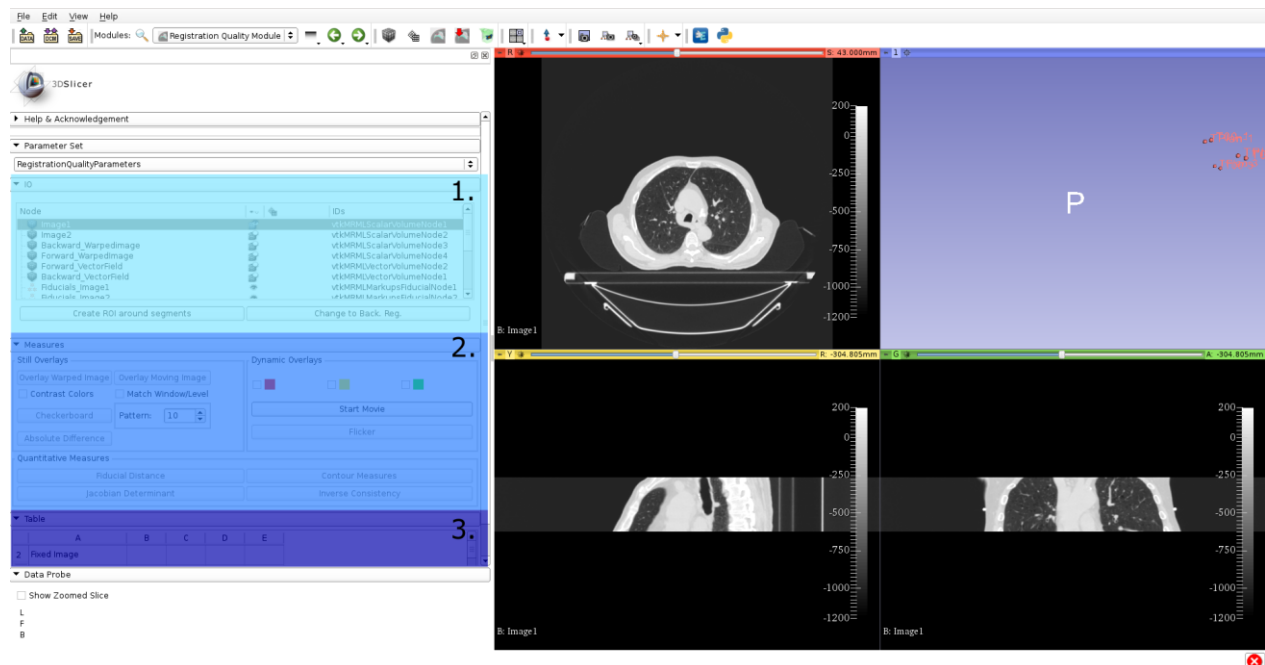 File Edit View Help
DATA DCM SAVE Modules: Registration Quality Module
3DSlicer
Help & Acknowledgement
Parameter Set
RegistrationQualityParameters
IO
1.
Node IDs
Image1 vtkMRMLScalarVolumeNode1
Image2 vtkMRMLScalarVolumeNode2
Backward_WarpedImage vtkMRMLScalarVolumeNode3
Forward_WarpedImage vtkMRMLScalarVolumeNode4
Forward_VectorField vtkMRMLVectorVolumeNode2
Backward_VectorField vtkMRMLVectorVolumeNode1
Fiducials_Image1 vtkMRMLMarkupsFiducialNode1
Fiducials_Image2 vtkMRMLMarkupsFiducialNode2
Create ROI around segments Change to Back. Reg.
Measures
2.
Still Overlays Dynamic Overlays
Overlay Warped Image Overlay Moving Image
Contrast Colors Match Window/Level
Checkerboard Pattern: 10
Start Movie
Flicker
Absolute Difference
Quantitative Measures
Fiducial Distance Contour Measures
Jacobian Determinant Inverse Consistency
Table
3.
A B C D E
2 Fixed Image
Data Probe
Show Zoomed Slice
L
F
B
R S: 43.000mm
200
0
-250
-500
-750
-1000
-1200
B: Image1
1
P
Y R: -304.805mm
200
0
-250
-500
-750
-1000
-1200
B: Image1
G A: -304.805mm
200
0
-250
-500
-750
-1000
-1200
B: Image1